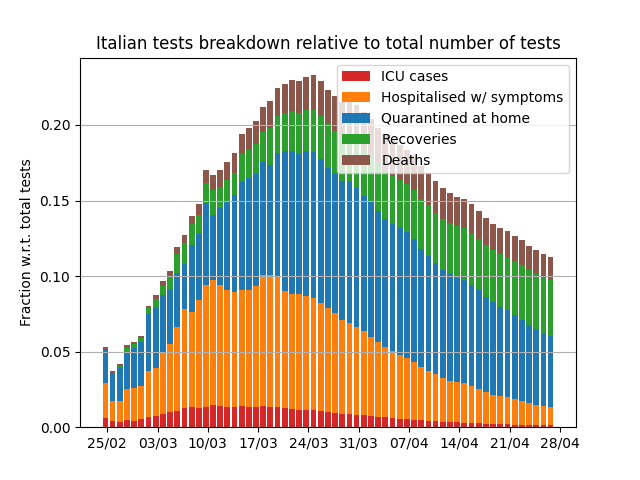 Italian tests breakdown relative to total number of tests
ICU cases
Hospitalised w/ symptoms
Quarantined at home
Recoveries
Deaths
Fraction w.r.t. total tests
0.20
0.15
0.10
0.05
0.00
25/02 03/03 10/03 17/03 24/03 31/03 07/04 14/04 21/04 28/04